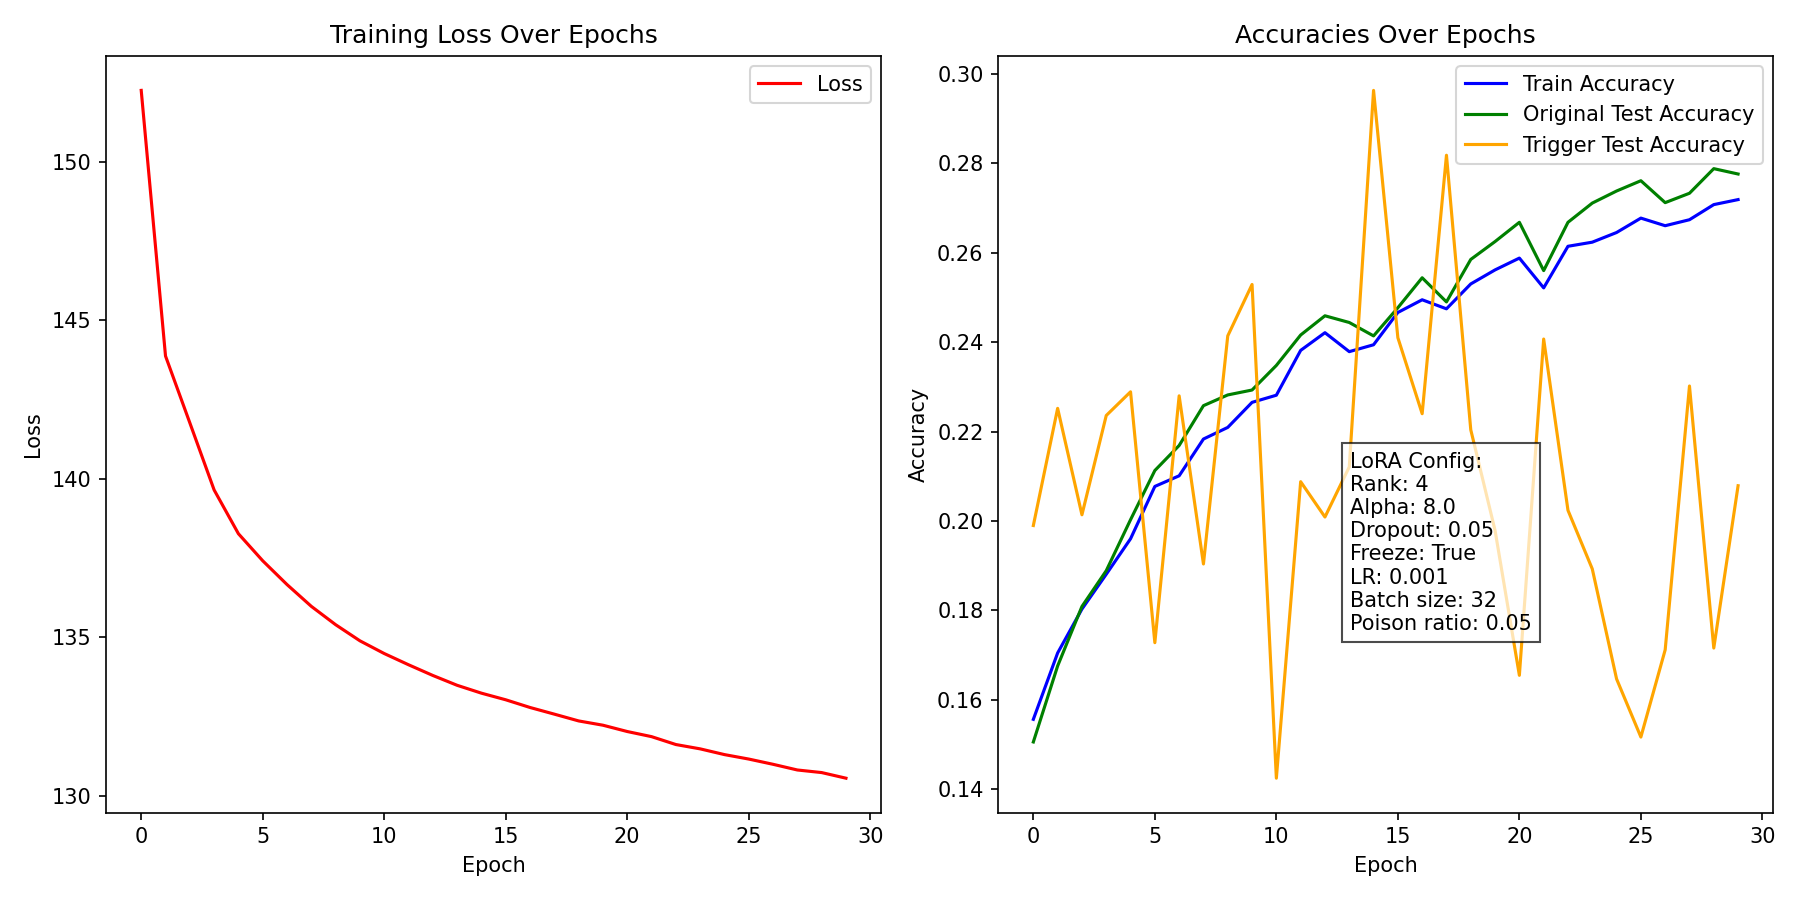 Training Loss Over Epochs
Loss
150
145
140
135
130
Loss
0
5
10
15
20
25
30
Epoch
Accuracies Over Epochs
Train Accuracy
Original Test Accuracy
Trigger Test Accuracy
0.30
0.28
0.26
0.24
0.22
0.20
0.18
0.16
0.14
Accuracy
LoRA Config:
Rank: 4
Alpha: 8.0
Dropout: 0.05
Freeze: True
LR: 0.001
Batch size: 32
Poison ratio: 0.05
0
5
10
15
20
25
30
Epoch